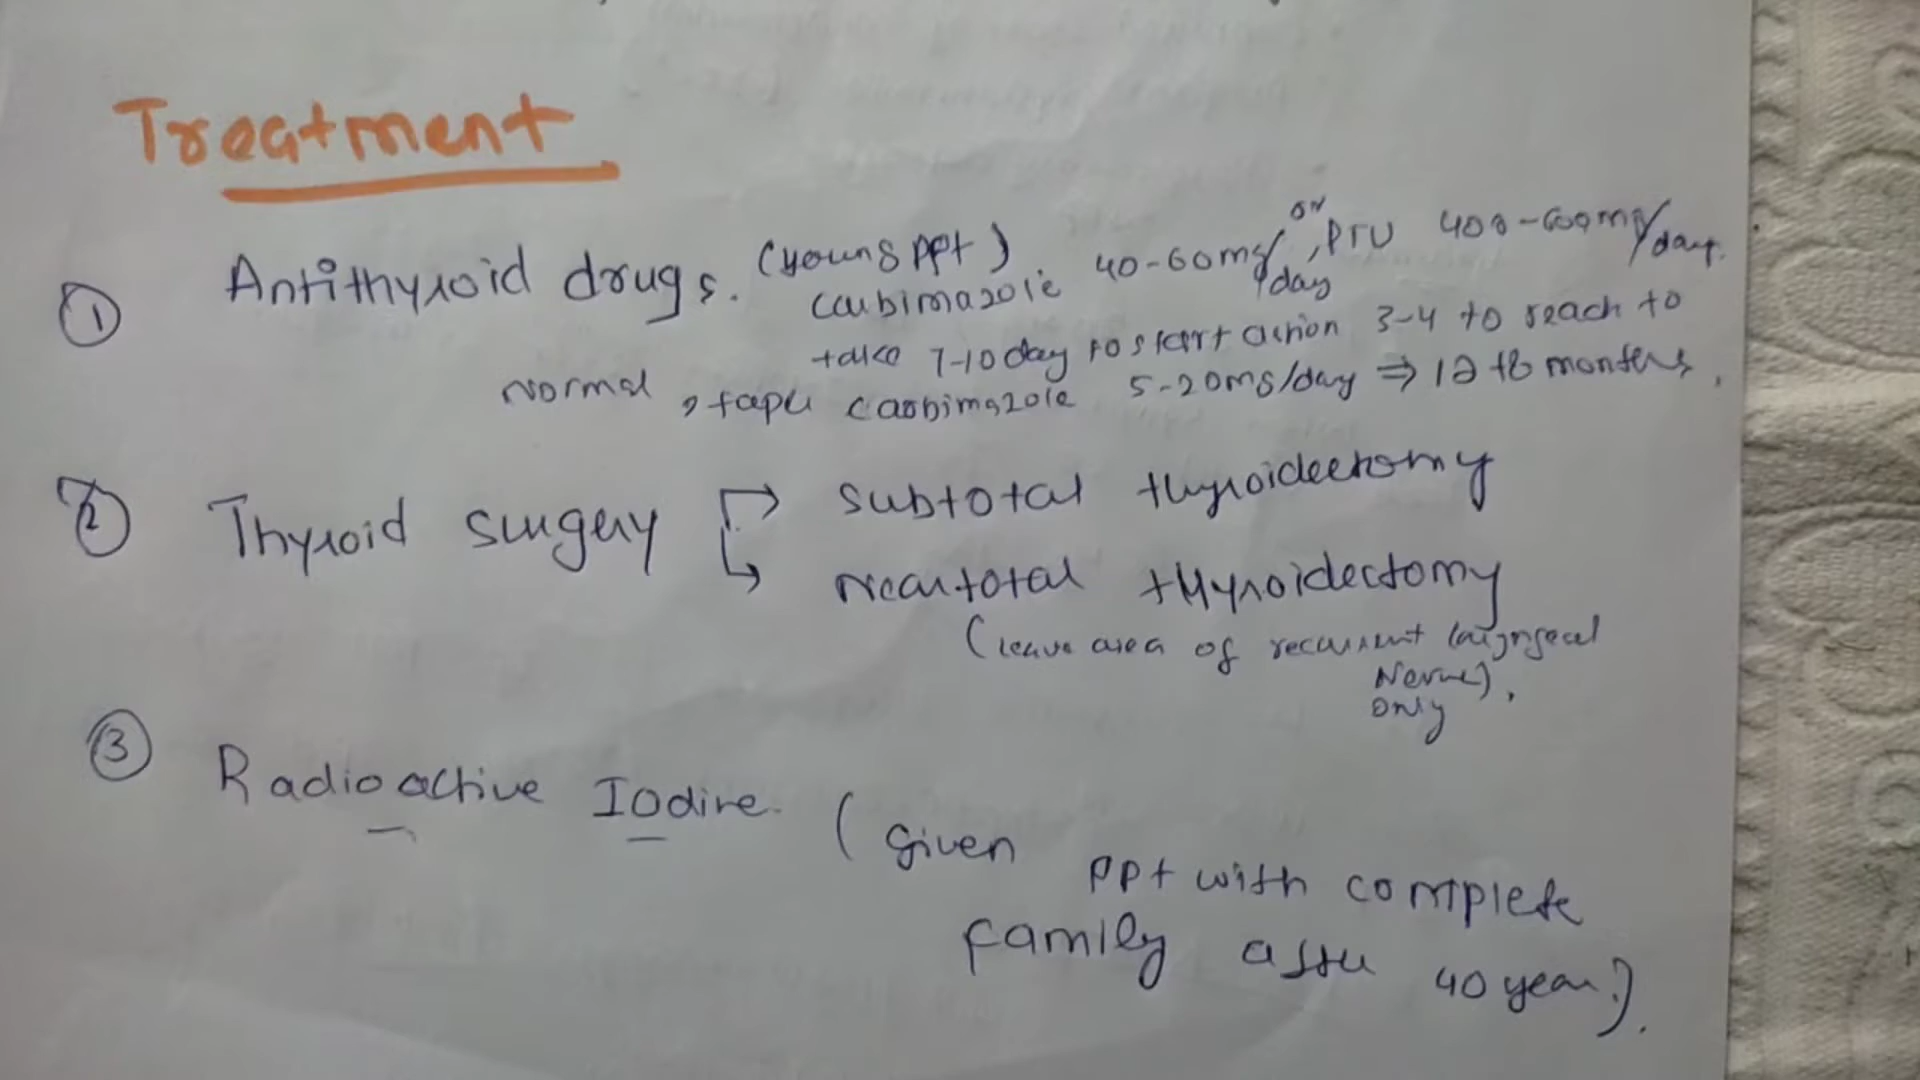 Treatment
① Antithyroid drugs. (young ppt)
carbimazole 40-60mg/day or, PTU 400-600mg/day.
take 7-10 day to start action 3-4 to reach to
normal, taper carbimazole 5-20mg/day ⇒ 12 18 months.
② Thyroid surgery → subtotal thyroidectomy
↳ neartotal thyroidectomy
(leave area of recurrent laryngeal
Nerve).
only
③ Radioactive Iodine. (given
ppt with complete
family after 40 year).